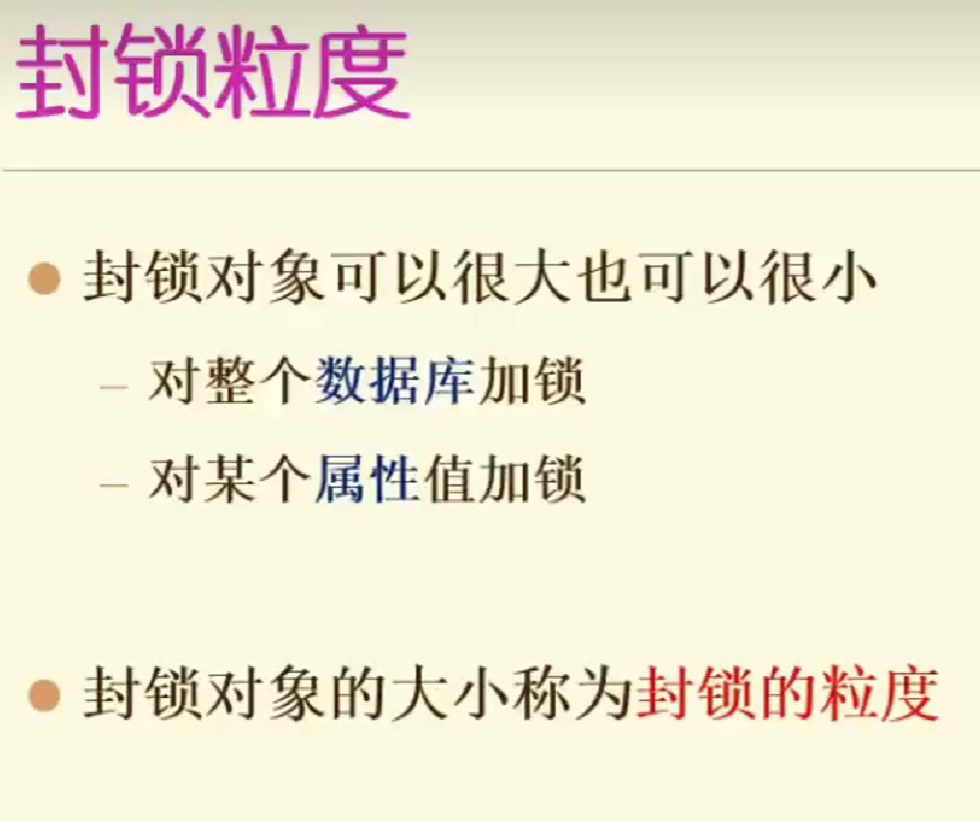 封锁粒度
● 封锁对象可以很大也可以很小
– 对整个数据库加锁
– 对某个属性值加锁
● 封锁对象的大小称为封锁的粒度